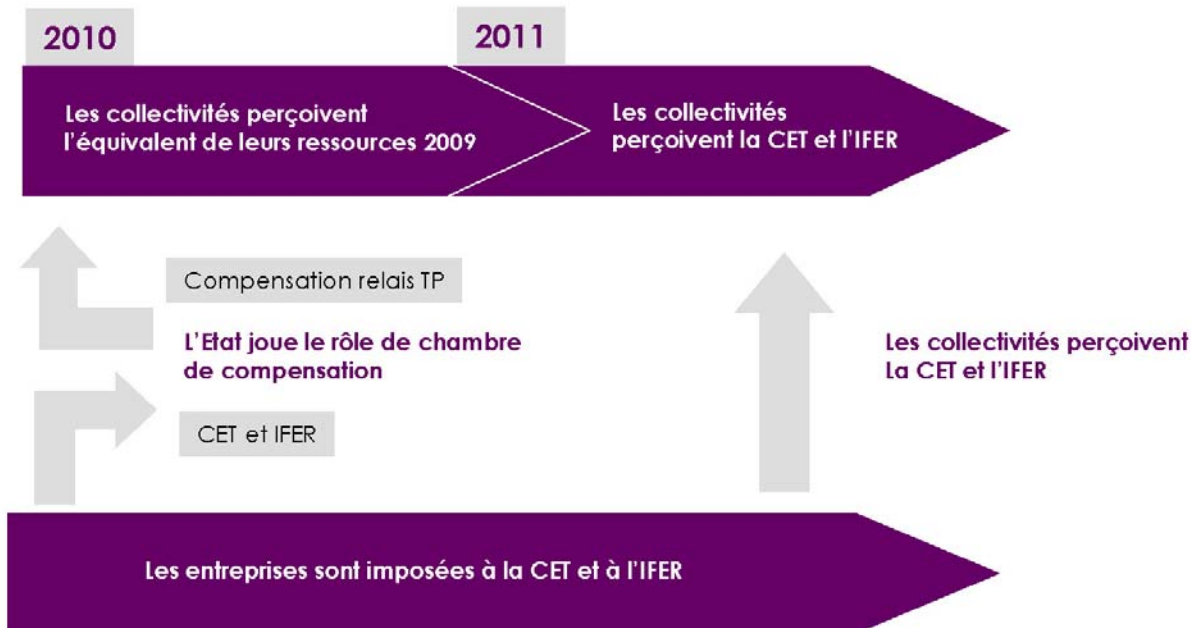 2010
2011
Les collectivités perçoivent
l'équivalent de leurs ressources 2009
Les collectivités
perçoivent la CET et l'IFER
Compensation relais TP
L'Etat joue le rôle de chambre
de compensation
Les collectivités perçoivent
La CET et l'IFER
CET et IFER
Les entreprises sont imposées à la CET et à l'IFER